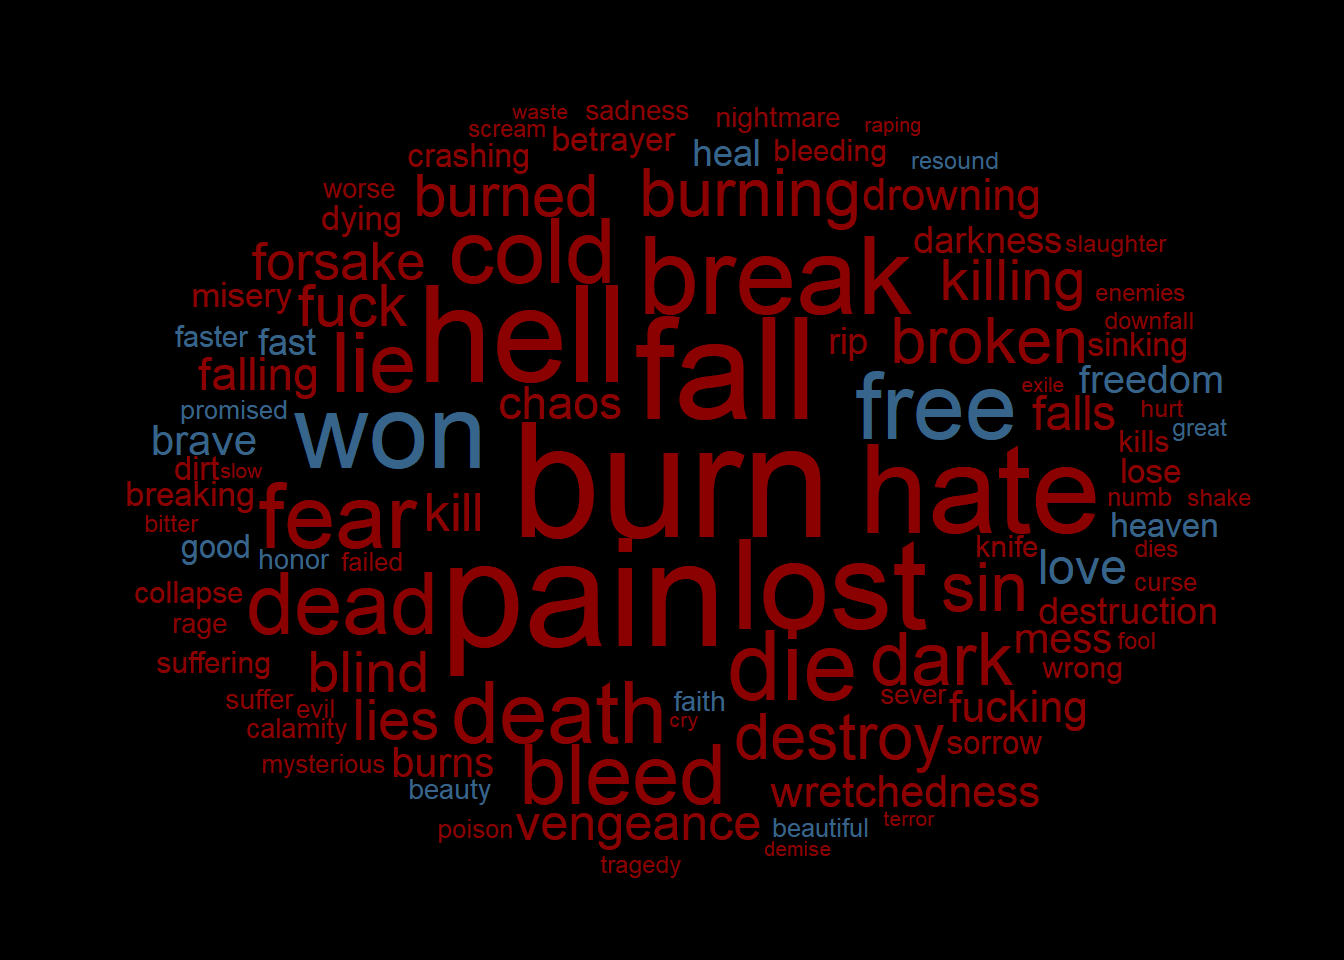 waste sadness nightmare raping
scream betrayer heal bleeding resound
crashing
worse burned burning drowning
dying
forsake cold break darkness slaughter
misery fuck hell killing enemies
faster fast lie fall rip broken downfall
sinking
falling chaos free exile freedom
promised won falls hurt
brave kills great
dirt slow burn hate lose
breaking fear kill numb shake
bitter heaven
good honor failed knife dies
collapse dead pain lost sin love curse
rage destruction
suffering blind die dark mess fool
wrong
suffer evil lies death faith sever fucking
calamity cry destroy sorrow
mysterious burns bleed
beauty wretchedness
poison vengeance beautiful terror
demise
tragedy